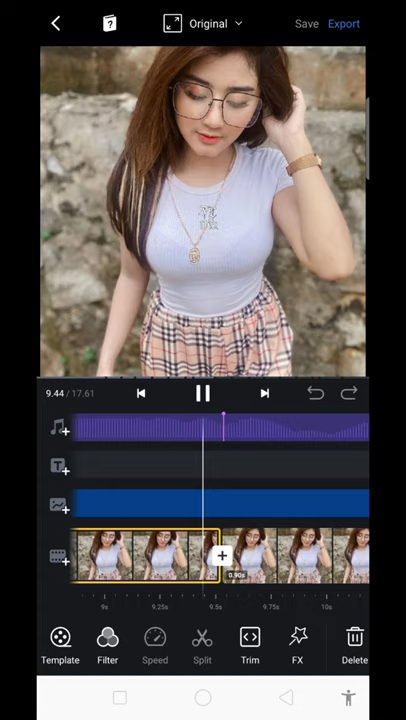 Original
Save
Export
9.44 / 17.61
T
0.90s
9s
9.25s
9.5s
9.75s
10s
Template
Filter
Speed
Split
Trim
FX
Delete